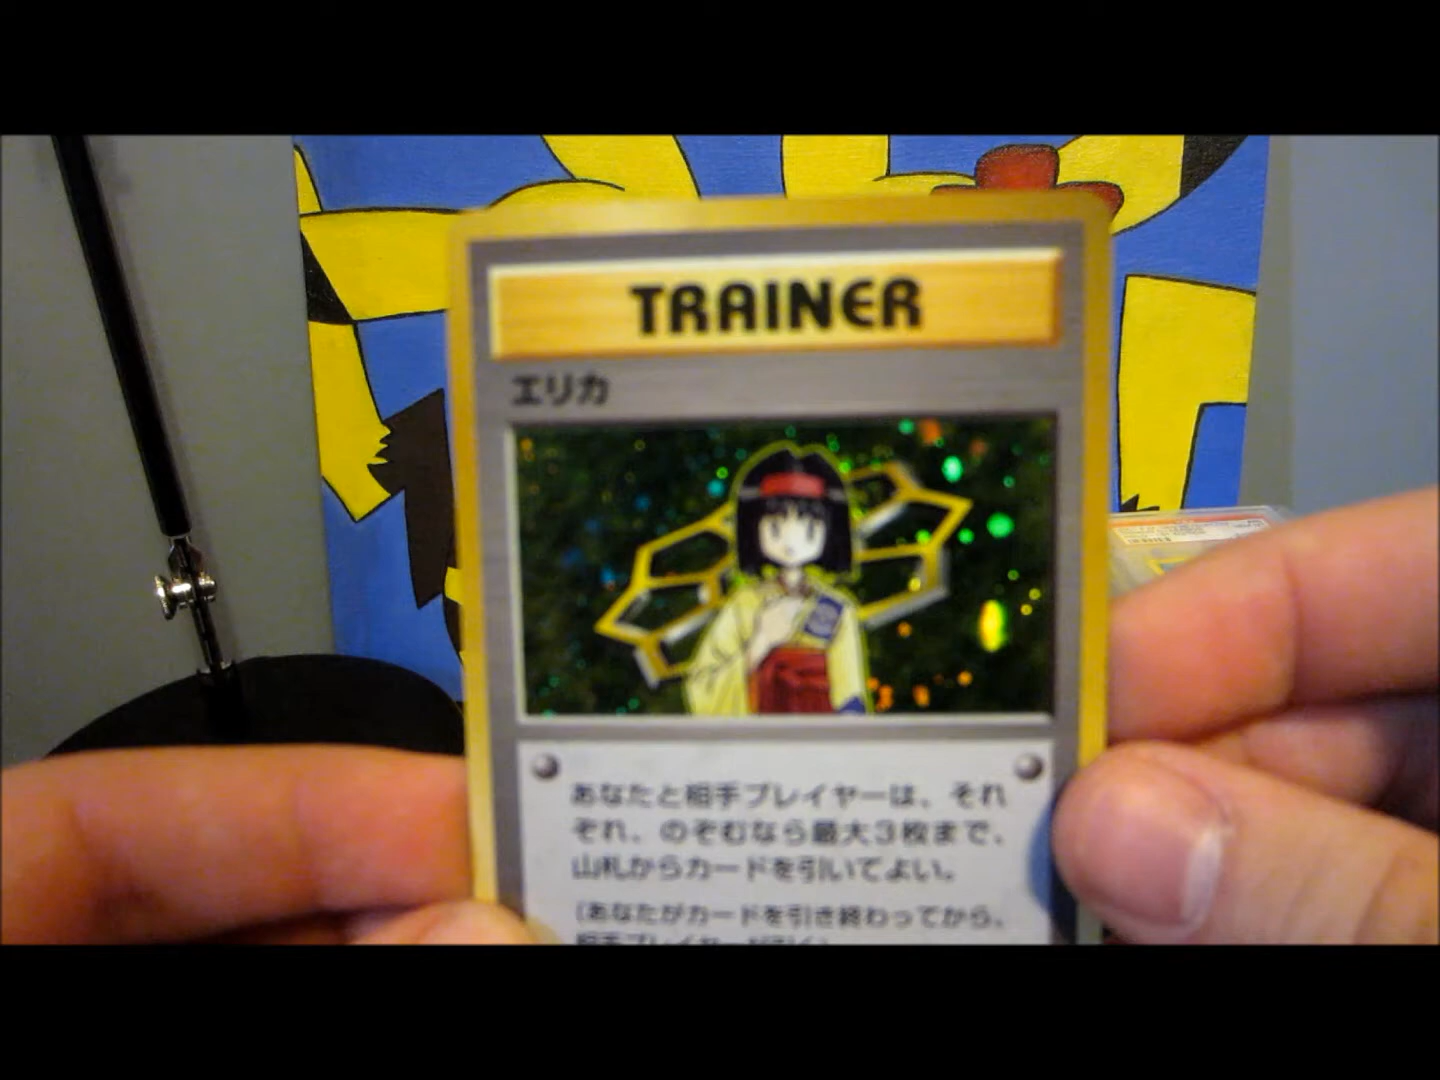 TRAINER
エリカ
あなたと相手プレイヤーは、それ
ぞれ、のぞむなら最大3枚まで、
山札からカードを引いてよい。
(あなたがカードを引き終わってから、